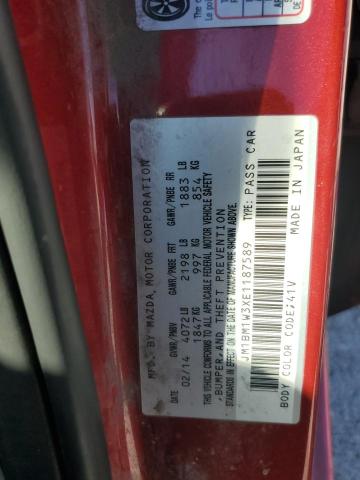 MFD. BY MAZDA MOTOR CORPORATION
DATE GVWR/PNBV GAWR/PNBE FRT GAWR/PNBE RR
02/14 4072LB 2198 LB 1883 LB
1847KG 997 KG 854 KG
THIS VEHICLE CONFORMS TO ALL APPLICABLE FEDERAL MOTOR VEHICLE SAFETY
,BUMPER,AND THEFT PREVENTION
STANDARDS IN EFFECT ON THE DATE OF MANUFACTURE SHOWN ABOVE.
JM1BM1W3XE1187589 TYPE: PASS CAR
BODY COLOR CODE;41V MADE IN JAPAN